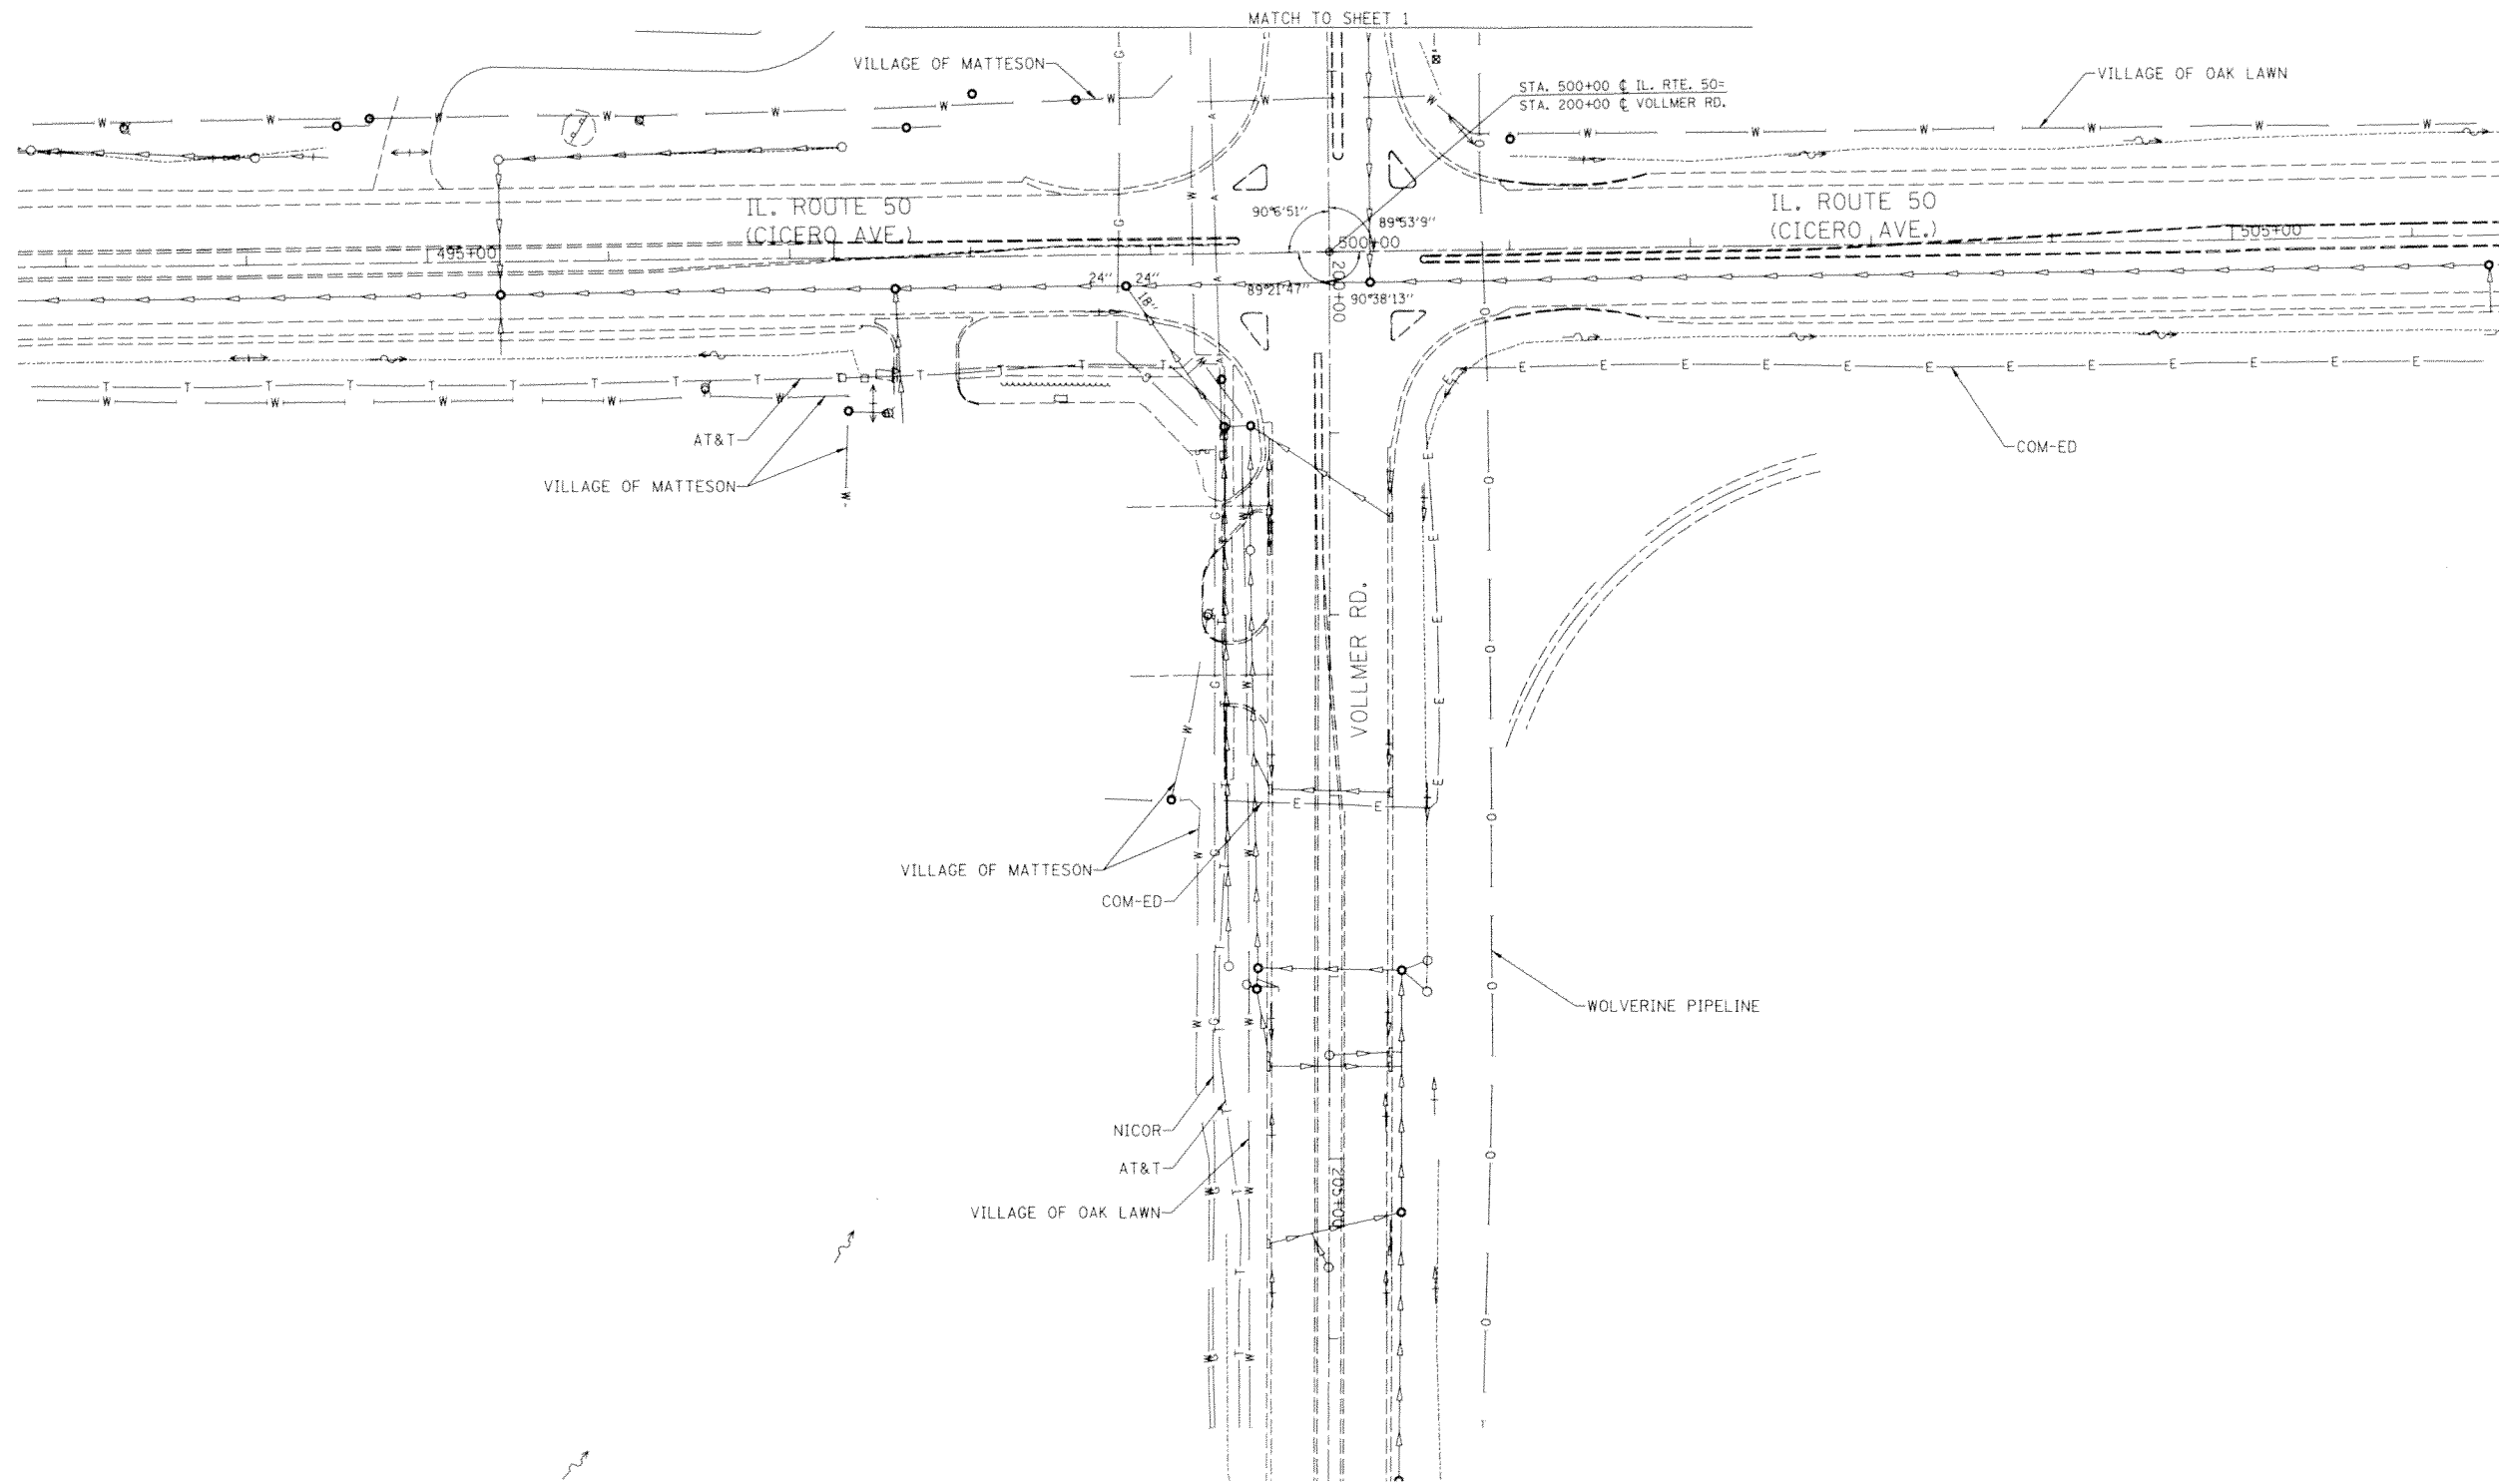 MATCH TO SHEET 1
VILLAGE OF MATTESON
VILLAGE OF OAK LAWN
STA. 500+00 ℄ IL. RTE. 50=
STA. 200+00 ℄ VOLLMER RD.
IL. ROUTE 50
(CICERO AVE.)
90°6'51"
89°53'9"
IL. ROUTE 50
(CICERO AVE.)
495+00
500+00
505+00
24"
24"
18"
89°21'47"
200+00
90°38'13"
AT&T
VILLAGE OF MATTESON
COM-ED
VOLLMER RD.
VILLAGE OF MATTESON
COM-ED
WOLVERINE PIPELINE
NICOR
AT&T
VILLAGE OF OAK LAWN
205+00